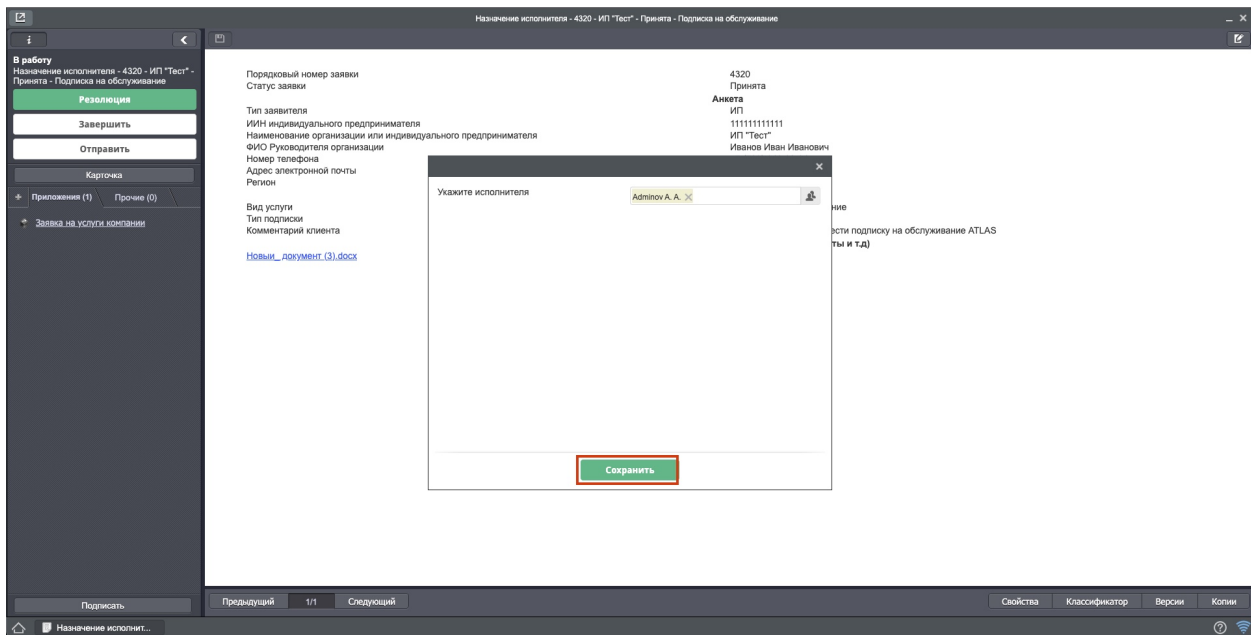 Назначение исполнителя - 4320 - ИП "Тест" - Принята - Подписка на обслуживание
В работу
Назначение исполнителя - 4320 - ИП "Тест" -
Принята - Подписка на обслуживание
Резолюция
Завершить
Отправить
Карточка
Приложения (1) Прочие (0)
Заявка на услуги компании
Подписать
Порядковый номер заявки 4320
Статус заявки Принята
Анкета
Тип заявителя ИП
ИИН индивидуального предпринимателя 111111111111
Наименование организации или индивидуального предпринимателя ИП "Тест"
ФИО Руководителя организации Иванов Иван Иванович
Номер телефона
Адрес электронной почты
Регион
Вид услуги ние
Тип подписки
Комментарий клиента ести подписку на обслуживание ATLAS
ты и т.д)
Новыи_ документ (3).docx
Укажите исполнителя Adminov A. A.
Сохранить
Предыдущий 1/1 Следующий Свойства Классификатор Версии Копии
Назначение исполнит...